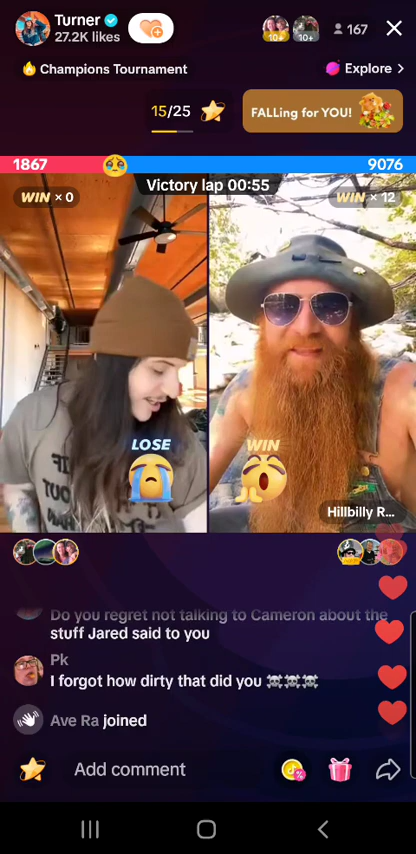 Turner
27.2K likes
10+
10+
167
Champions Tournament
Explore >
15/25
FALLing for YOU!
1867
9076
Victory lap 00:55
WIN × 0
WIN × 12
LOSE
WIN
Hillbilly R...
Do you regret not talking to Cameron about the
stuff Jared said to you
Pk
I forgot how dirty that did you ☠️☠️☠️
Ave Ra joined
Add comment